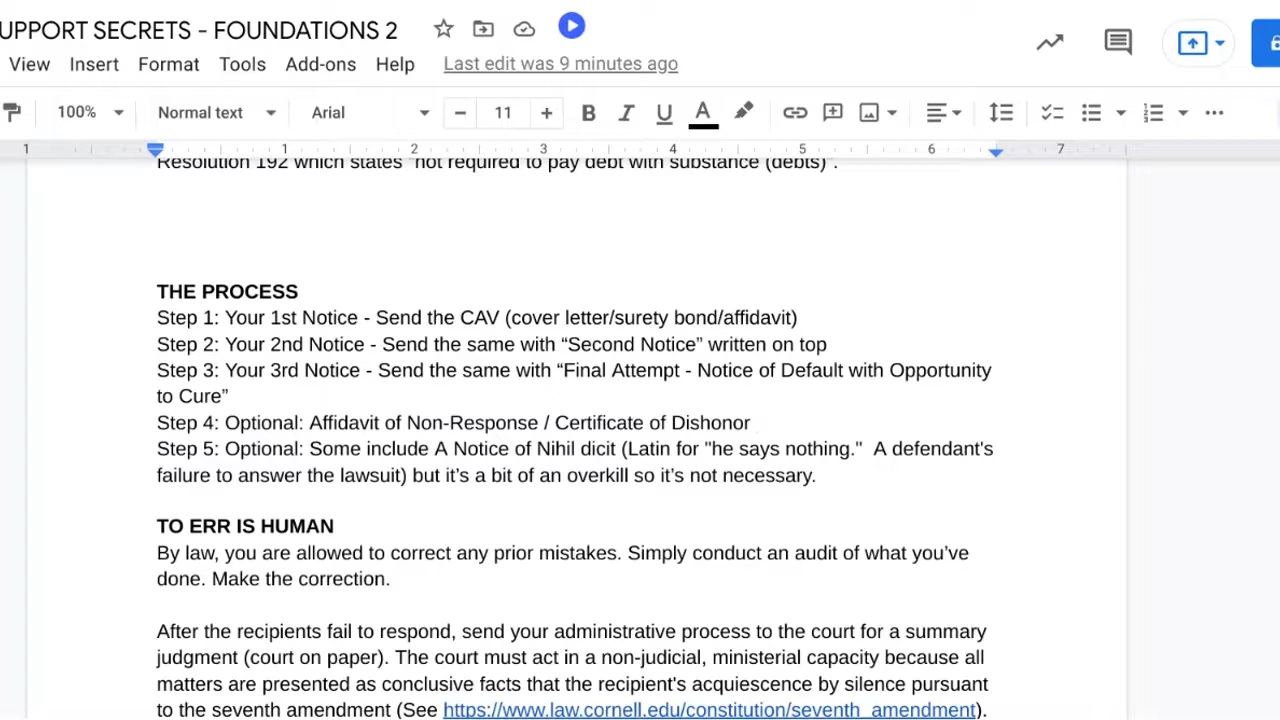 UPPORT SECRETS - FOUNDATIONS 2
View Insert Format Tools Add-ons Help Last edit was 9 minutes ago
100% Normal text Arial 11 B I U A
1 1 2 3 4 5 6 7
Resolution 192 which states "not required to pay debt with substance (debts)".
THE PROCESS
Step 1: Your 1st Notice - Send the CAV (cover letter/surety bond/affidavit)
Step 2: Your 2nd Notice - Send the same with “Second Notice” written on top
Step 3: Your 3rd Notice - Send the same with “Final Attempt - Notice of Default with Opportunity
to Cure”
Step 4: Optional: Affidavit of Non-Response / Certificate of Dishonor
Step 5: Optional: Some include A Notice of Nihil dicit (Latin for "he says nothing."  A defendant's
failure to answer the lawsuit) but it’s a bit of an overkill so it’s not necessary.
TO ERR IS HUMAN
By law, you are allowed to correct any prior mistakes. Simply conduct an audit of what you’ve
done. Make the correction.
After the recipients fail to respond, send your administrative process to the court for a summary
judgment (court on paper). The court must act in a non-judicial, ministerial capacity because all
matters are presented as conclusive facts that the recipient's acquiescence by silence pursuant
to the seventh amendment (See https://www.law.cornell.edu/constitution/seventh_amendment).